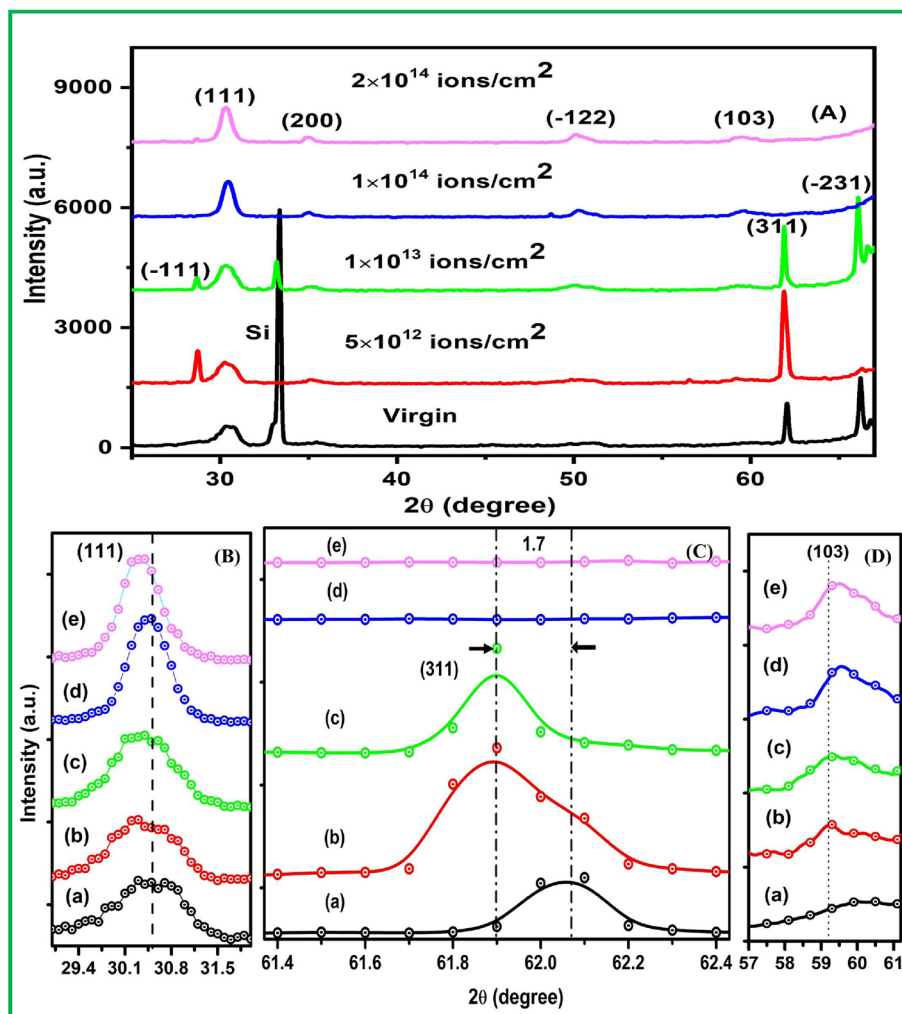 2×10¹⁴ ions/cm²
9000
(111)
(200)
(-122)
(103)
(A)
1×10¹⁴ ions/cm²
6000
(-231)
(311)
1×10¹³ ions/cm²
(-111)
Si
3000
5×10¹² ions/cm²
Virgin
0
30
40
50
60
2θ (degree)
Intensity (a.u.)
(111)
(B)
(e)
(d)
(c)
(b)
(a)
29.4
30.1
30.8
31.5
Intensity (a.u.)
(e)
1.7
(C)
(d)
(311)
(c)
(b)
(a)
61.4
61.6
61.8
62.0
62.2
62.4
2θ (degree)
(103)
(D)
(e)
(d)
(c)
(b)
(a)
57
58
59
60
61